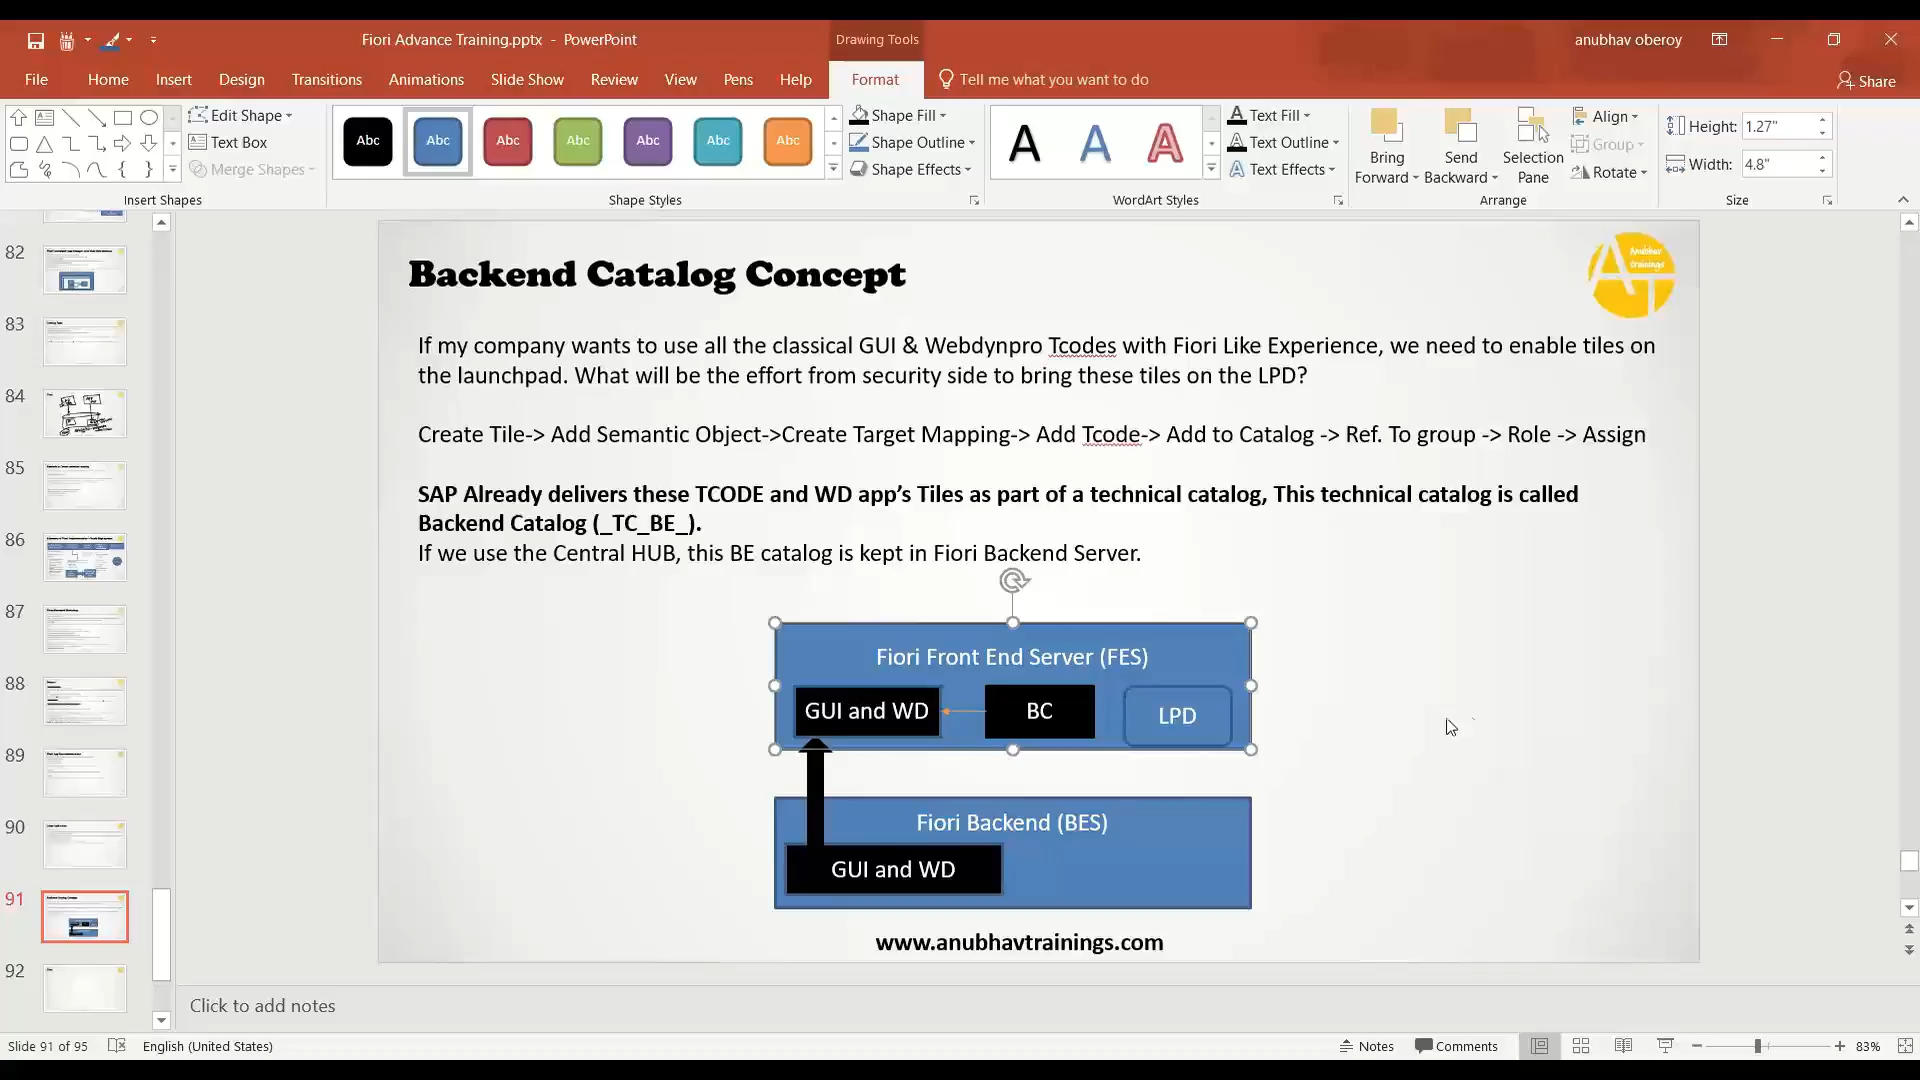 Fiori Advance Training.pptx - PowerPoint
Drawing Tools
anubhav oberoy
File
Home
Insert
Design
Transitions
Animations
Slide Show
Review
View
Pens
Help
Format
Tell me what you want to do
Share
Edit Shape
Text Box
Merge Shapes
Insert Shapes
Abc
Abc
Abc
Abc
Abc
Abc
Abc
Shape Fill
Shape Outline
Shape Effects
Shape Styles
A
A
A
Text Fill
Text Outline
Text Effects
WordArt Styles
Bring Forward
Send Backward
Selection Pane
Align
Group
Rotate
Arrange
Height: 1.27"
Width: 4.8"
Size
82
83
84
85
86
87
88
89
90
91
92
Backend Catalog Concept
Anubhav
trainings
If my company wants to use all the classical GUI & Webdynpro Tcodes with Fiori Like Experience, we need to enable tiles on
the launchpad. What will be the effort from security side to bring these tiles on the LPD?
Create Tile-> Add Semantic Object->Create Target Mapping-> Add Tcode-> Add to Catalog -> Ref. To group -> Role -> Assign
SAP Already delivers these TCODE and WD app's Tiles as part of a technical catalog, This technical catalog is called
Backend Catalog (_TC_BE_).
If we use the Central HUB, this BE catalog is kept in Fiori Backend Server.
Fiori Front End Server (FES)
GUI and WD
BC
LPD
Fiori Backend (BES)
GUI and WD
www.anubhavtrainings.com
Click to add notes
Slide 91 of 95
English (United States)
Notes
Comments
83%